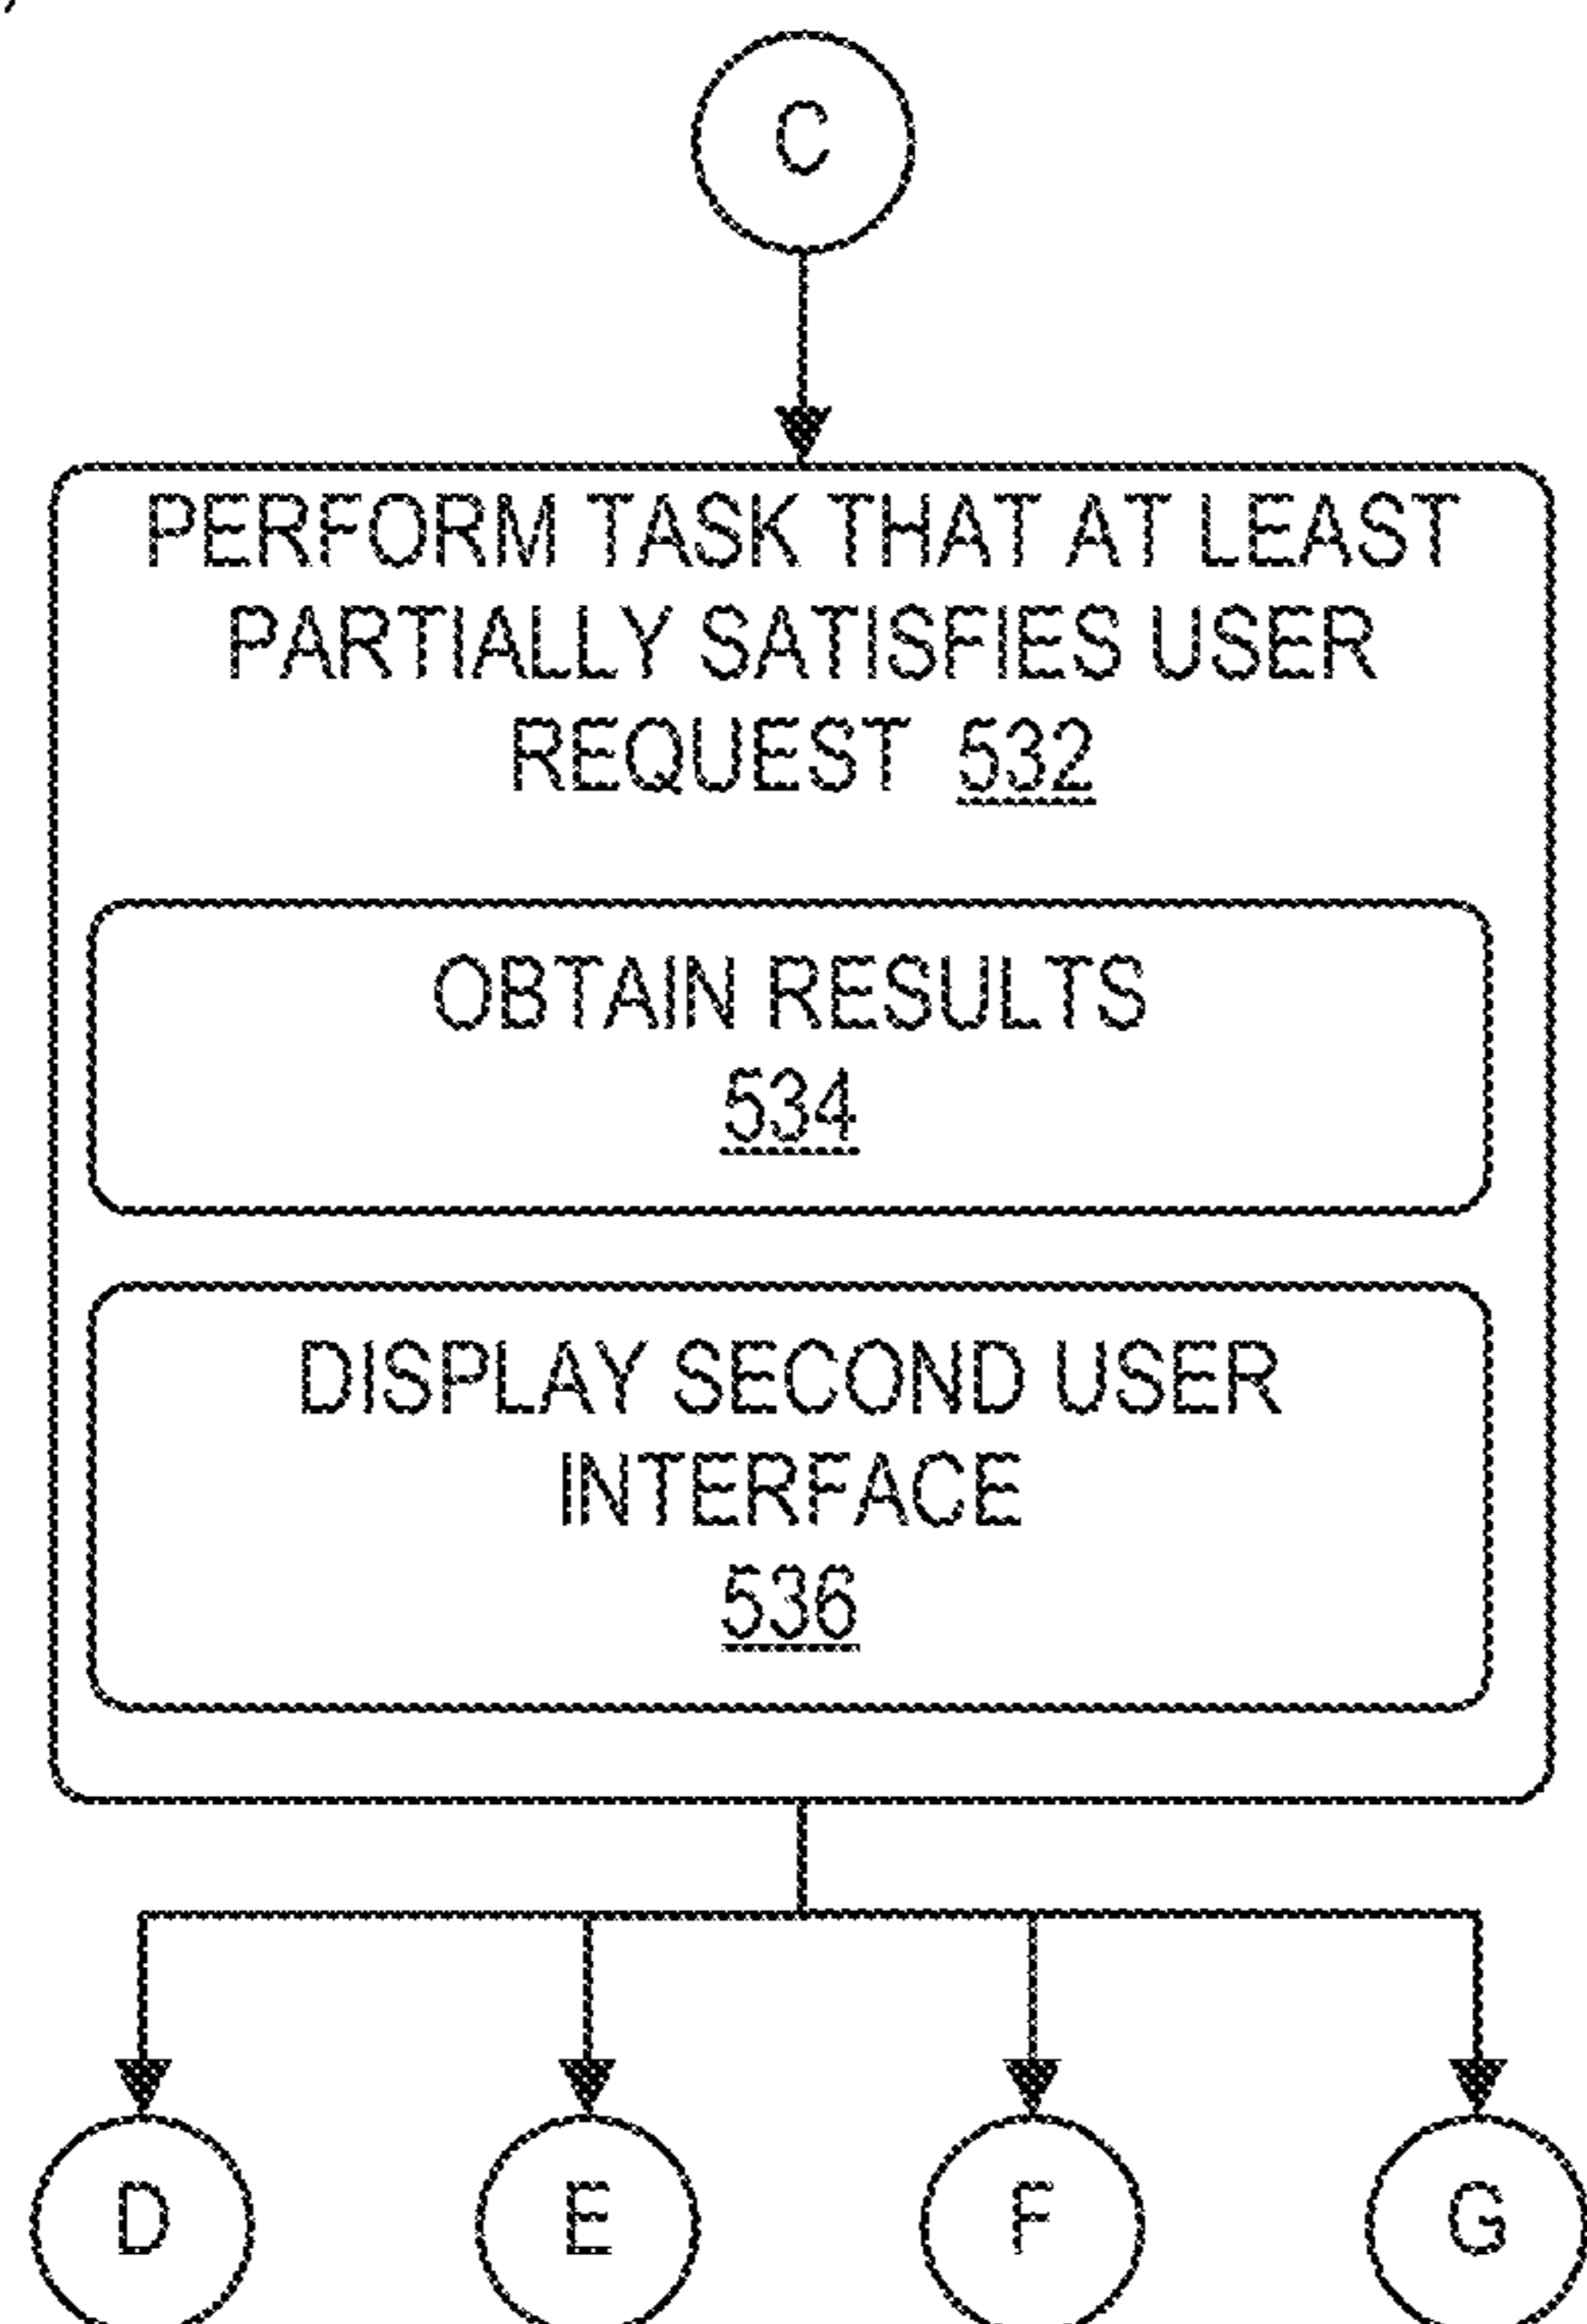 C
PERFORM TASK THAT AT LEAST
PARTIALLY SATISFIES USER
REQUEST 532
OBTAIN RESULTS
534
DISPLAY SECOND USER
INTERFACE
536
D E F G